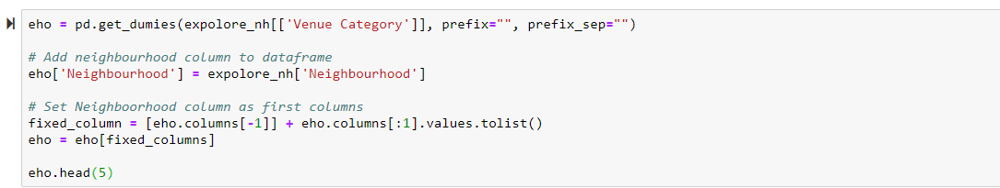 eho = pd.get_dumies(expolore_nh[['Venue Category']], prefix="", prefix_sep="")
# Add neighbourhood column to dataframe
eho['Neighbourhood'] = expolore_nh['Neighbourhood']
# Set Neighboorhood column as first columns
fixed_column = [eho.columns[-1]] + eho.columns[:1].values.tolist()
eho = eho[fixed_columns]
eho.head(5)